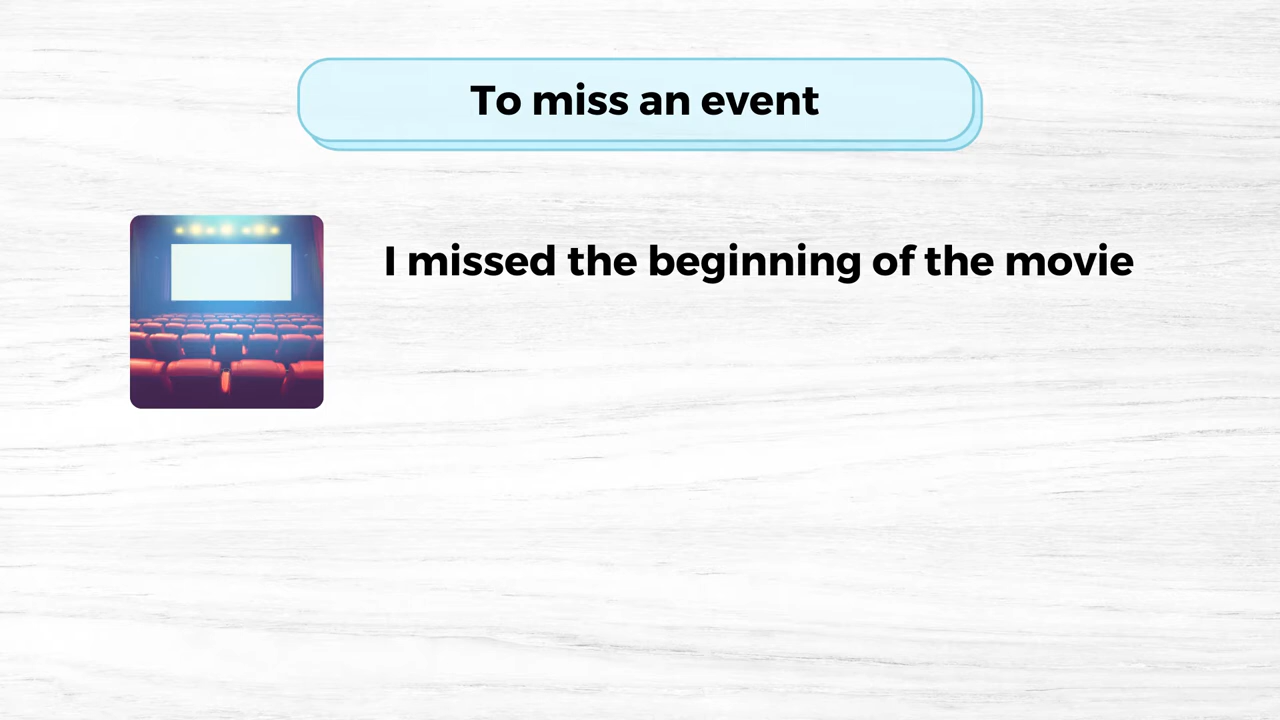 To miss an event
I missed the beginning of the movie